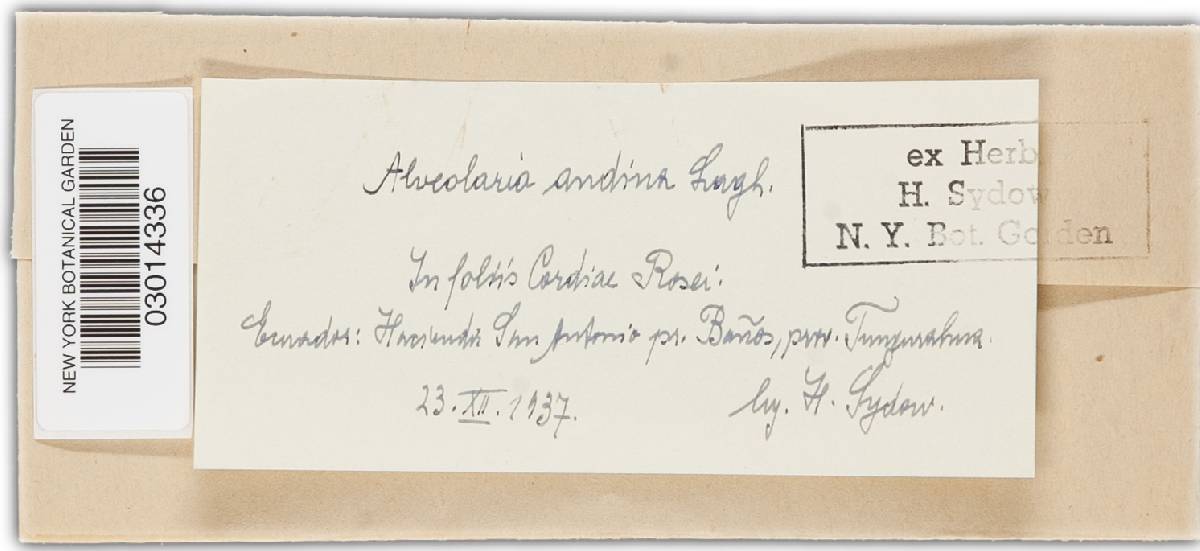 NEW YORK BOTANICAL GARDEN
03014336
Alveolaria andina Lagh.
In foliis Cordiae Rosei:
Ecuador: Hacienda San Antonio pr. Baños, prov. Tungurahua.
23. XII. 1937.
leg. H. Sydow.
ex Herb
H. Sydow
N. Y. Bot. Garden